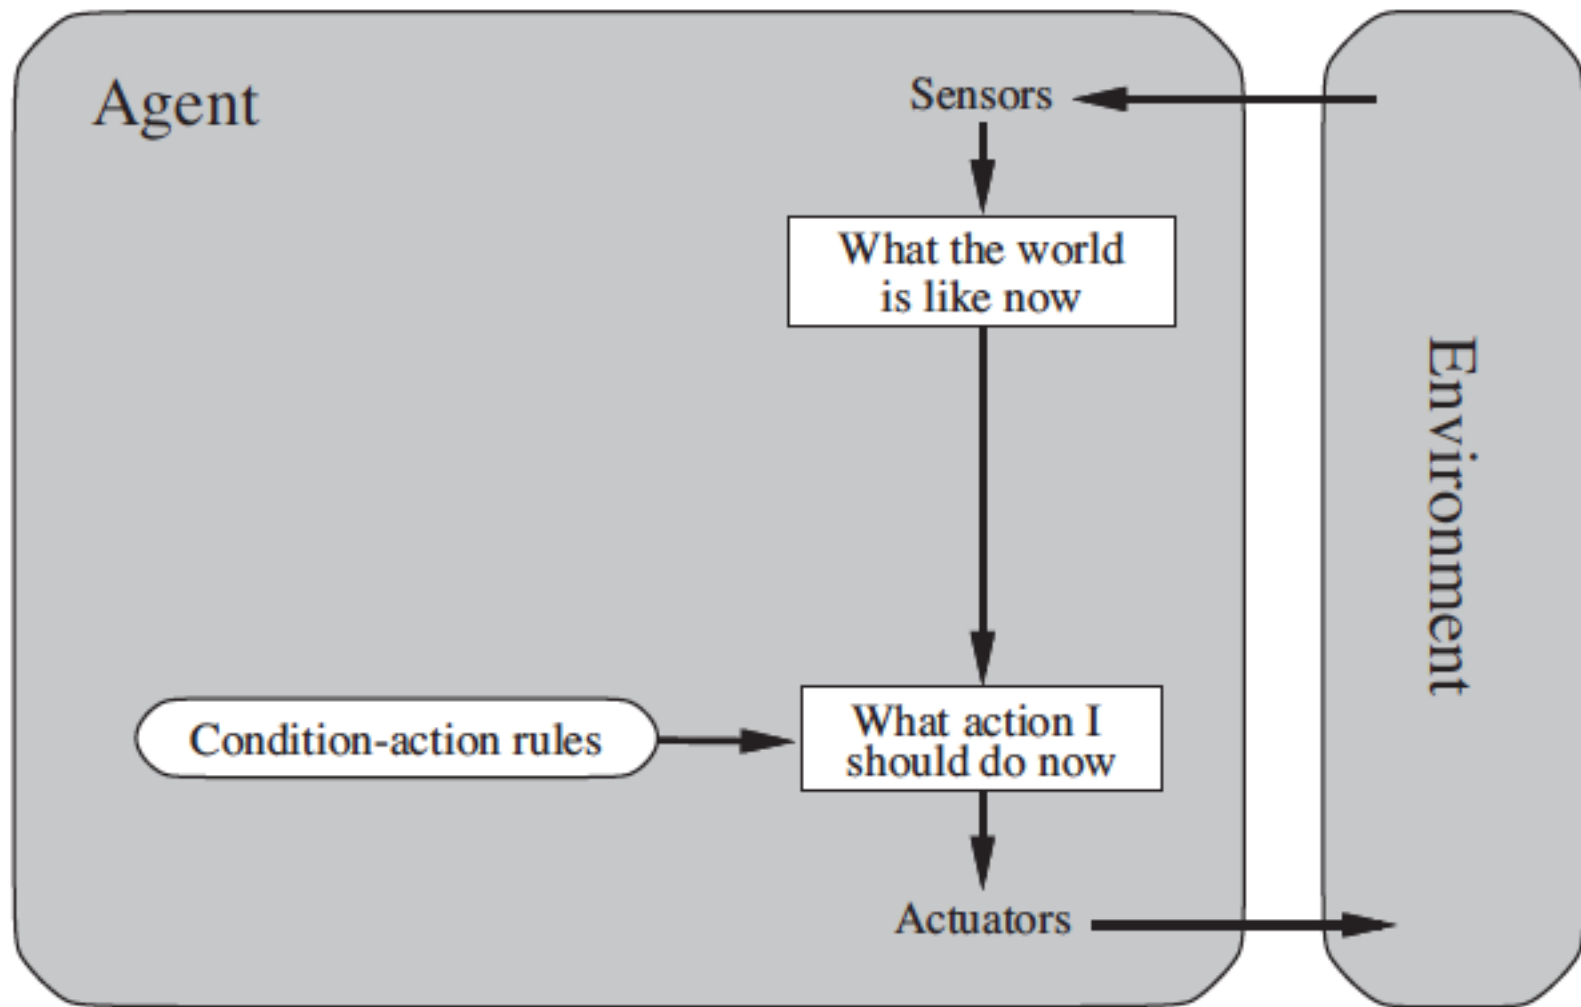 Agent
Sensors
What the world
is like now
Environment
Condition-action rules
What action I
should do now
Actuators